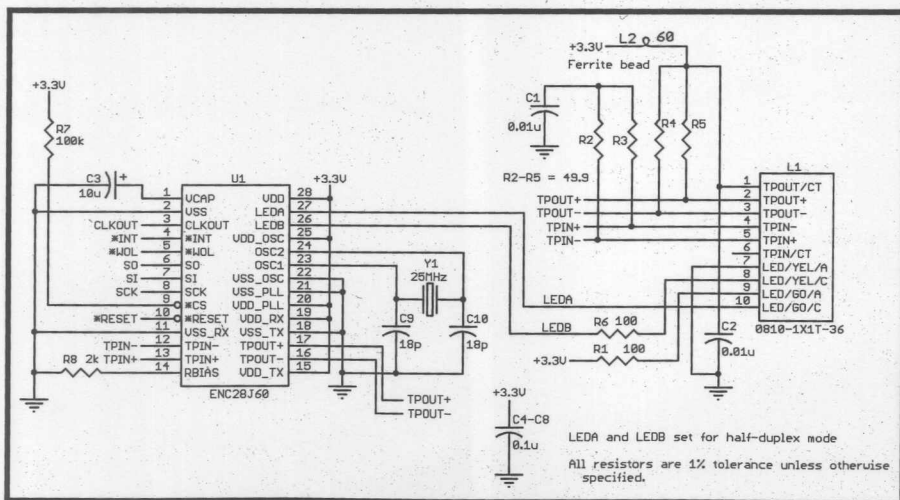 +3.3V
L2 60
Ferrite bead
+3.3V
R7
100k
C1
0.01u
R2
R3
R4
R5
R2-R5 = 49.9
C3 +
10u
U1
+3.3V
1 VCAP
2 VSS
CLKOUT 3 CLKOUT
*INT 4 *INT
*WOL 5 *WOL
SO 6 SO
SI 7 SI
SCK 8 SCK
9 *CS
*RESET 10 *RESET
11 VSS_RX
TPIN- 12 TPIN-
TPIN+ 13 TPIN+
14 RBIAS
VDD 28
LEDA 27
LEDB 26
VDD_OSC 25
OSC2 24
OSC1 23
VSS_OSC 22
VSS_PLL 21
VDD_PLL 20
VDD_RX 19
VSS_TX 18
TPOUT+ 17
TPOUT- 16
VDD_TX 15
ENC28J60
R8 2k
Y1
25MHz
C9
18p
C10
18p
TPOUT+
TPOUT-
TPOUT+
TPOUT-
TPIN+
TPIN-
L1
1 TPOUT/CT
2 TPOUT+
3 TPOUT-
4 TPIN-
5 TPIN+
6 TPIN/CT
7 LED/YEL/A
8 LED/YEL/C
9 LED/GO/A
10 LED/GO/C
0810-1X1T-36
LEDA
LEDB
R6 100
R1 100
+3.3V
C2
0.01u
+3.3V
C4-C8
0.1u
LEDA and LEDB set for half-duplex mode
All resistors are 1% tolerance unless otherwise
specified.